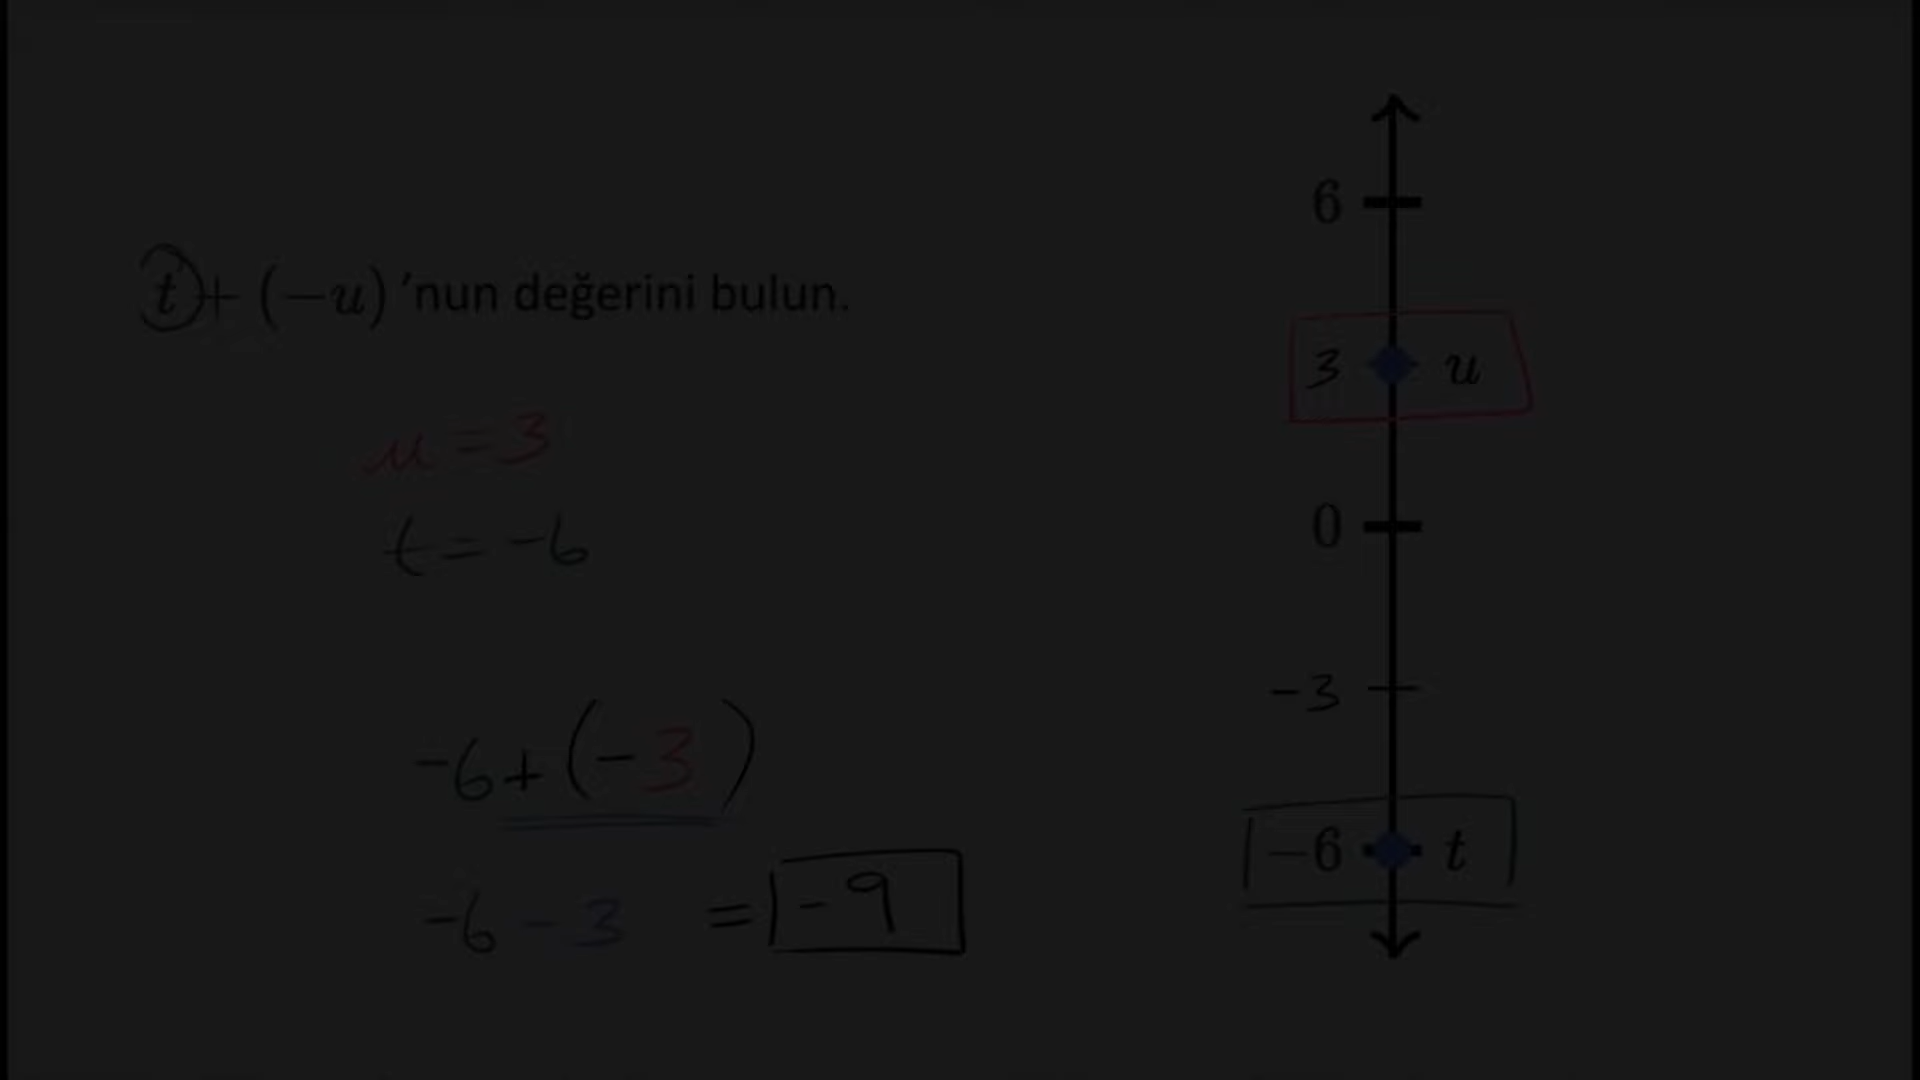 t + (-u) 'nun değerini bulun.
u = 3
t = -6
-6 + (-3)
-6 - 3 = -9
6
3 u
0
-3
-6 t